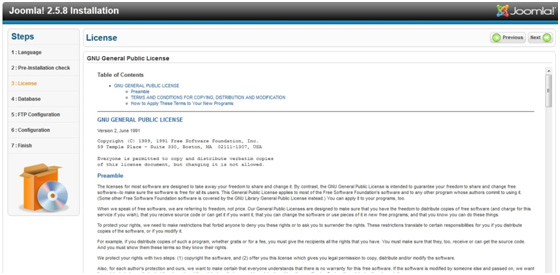 Joomla! 2.5.8 Installation
Joomla!
Steps
1 : Language
2 : Pre-Installation check
3 : License
4 : Database
5 : FTP Configuration
6 : Configuration
7 : Finish
License
Previous
Next
GNU General Public License
Table of Contents
GNU GENERAL PUBLIC LICENSE
Preamble
TERMS AND CONDITIONS FOR COPYING, DISTRIBUTION AND MODIFICATION
How to Apply These Terms to Your New Programs
GNU GENERAL PUBLIC LICENSE
Version 2, June 1991
Copyright (C) 1989, 1991 Free Software Foundation, Inc.
59 Temple Place - Suite 330, Boston, MA 02111-1307, USA
Everyone is permitted to copy and distribute verbatim copies
of this license document, but changing it is not allowed.
Preamble
The licenses for most software are designed to take away your freedom to share and change it. By contrast, the GNU General Public License is intended to guarantee your freedom to share and change free
software--to make sure the software is free for all its users. This General Public License applies to most of the Free Software Foundation's software and to any other program whose authors commit to using it.
(Some other Free Software Foundation software is covered by the GNU Library General Public License instead.) You can apply it to your programs, too.
When we speak of free software, we are referring to freedom, not price. Our General Public Licenses are designed to make sure that you have the freedom to distribute copies of free software (and charge for this
service if you wish), that you receive source code or can get it if you want it, that you can change the software or use pieces of it in new free programs; and that you know you can do these things.
To protect your rights, we need to make restrictions that forbid anyone to deny you these rights or to ask you to surrender the rights. These restrictions translate to certain responsibilities for you if you distribute
copies of the software, or if you modify it.
For example, if you distribute copies of such a program, whether gratis or for a fee, you must give the recipients all the rights that you have. You must make sure that they, too, receive or can get the source code.
And you must show them these terms so they know their rights.
We protect your rights with two steps: (1) copyright the software, and (2) offer you this license which gives you legal permission to copy, distribute and/or modify the software.
Also, for each author's protection and ours, we want to make certain that everyone understands that there is no warranty for this free software. If the software is modified by someone else and passed on, we want